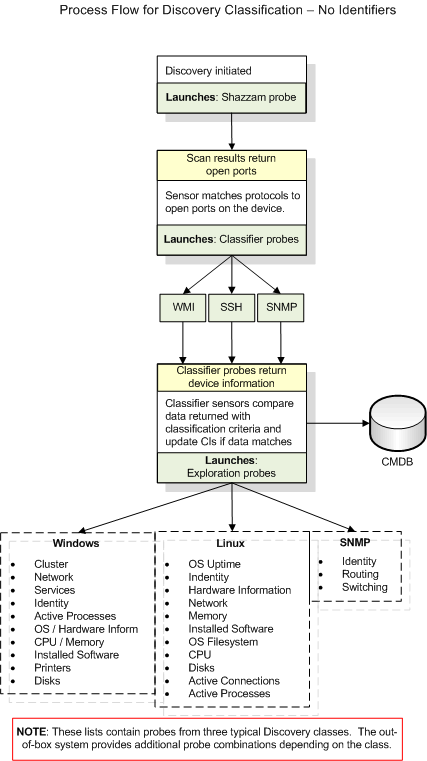 Process Flow for Discovery Classification – No Identifiers
Discovery initiated
Launches: Shazzam probe
Scan results return
open ports
Sensor matches protocols to
open ports on the device.
Launches: Classifier probes
WMI
SSH
SNMP
Classifier probes return
device information
Classifier sensors compare
data returned with
classification criteria and
update CIs if data matches
Launches:
Exploration probes
CMDB
Windows
• Cluster
• Network
• Services
• Identity
• Active Processes
• OS / Hardware Inform
• CPU / Memory
• Installed Software
• Printers
• Disks
Linux
• OS Uptime
• Indentity
• Hardware Information
• Network
• Memory
• Installed Software
• OS Filesystem
• CPU
• Disks
• Active Connections
• Active Processes
SNMP
• Identity
• Routing
• Switching
NOTE: These lists contain probes from three typical Discovery classes. The out-
of-box system provides additional probe combinations depending on the class.